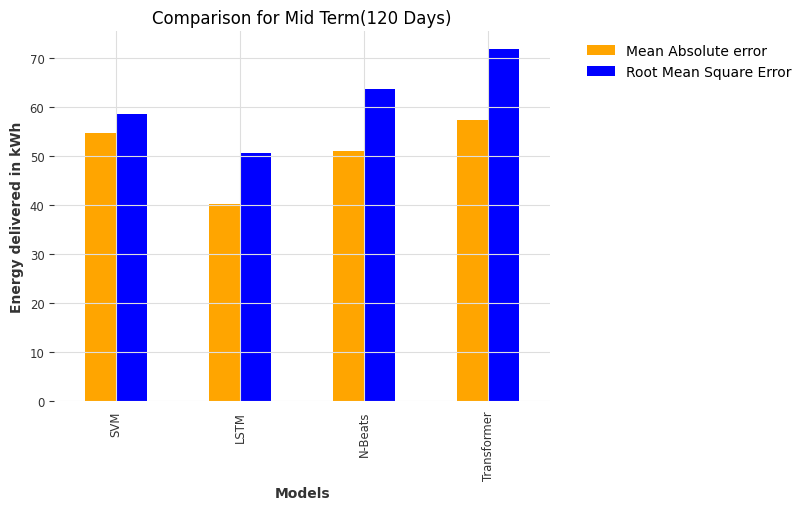 Comparison for Mid Term(120 Days)
Mean Absolute error
Root Mean Square Error
Energy delivered in kWh
70
60
50
40
30
20
10
0
SVM
LSTM
N-Beats
Transformer
Models